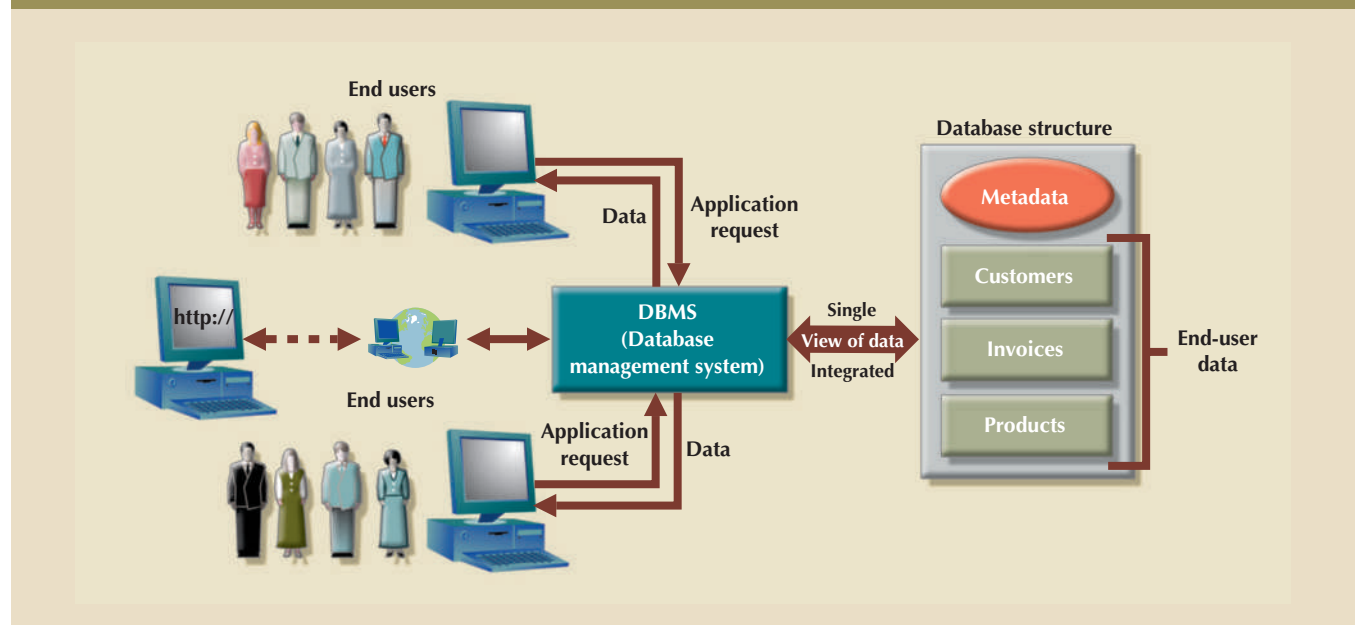 End users
Data
Application
request
http://
DBMS
(Database
management system)
End users
Application
request
Data
Single
View of data
Integrated
Database structure
Metadata
Customers
Invoices
Products
End-user
data